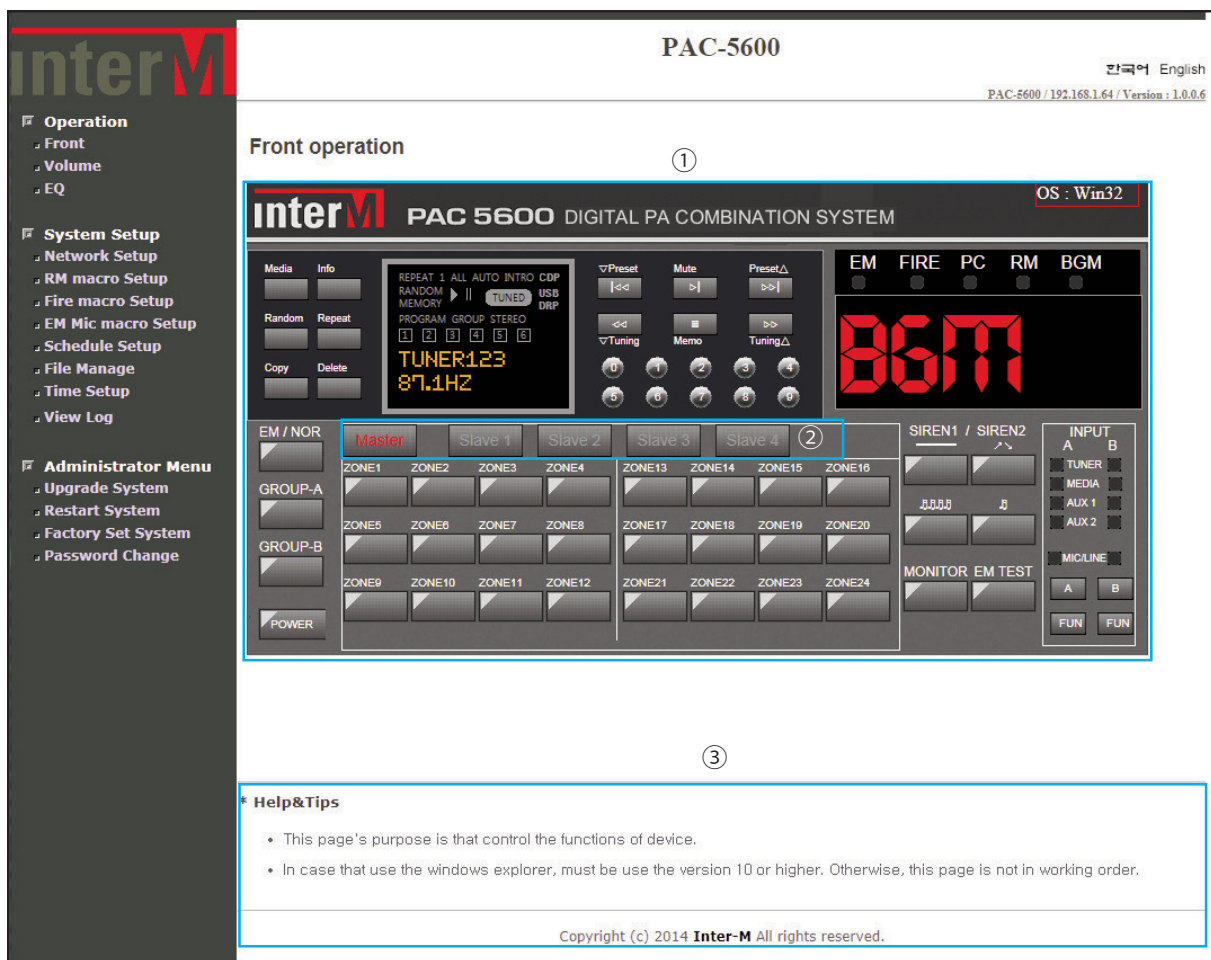 interM
PAC-5600
한국어 English
PAC-5600 / 192.168.1.64 / Version : 1.0.0.6
Operation
Front
Volume
EQ
System Setup
Network Setup
RM macro Setup
Fire macro Setup
EM Mic macro Setup
Schedule Setup
File Manage
Time Setup
View Log
Administrator Menu
Upgrade System
Restart System
Factory Set System
Password Change
Front operation
①
interM PAC 5600 DIGITAL PA COMBINATION SYSTEM
OS : Win32
Media Info
Random Repeat
Copy Delete
REPEAT 1 ALL AUTO INTRO CDP
RANDOM TUNED USB
MEMORY DRP
PROGRAM GROUP STEREO
1 2 3 4 5 6
TUNER123
87.1HZ
▽Preset Mute Preset△
▽Tuning Memo Tuning△
0 1 2 3 4
5 6 7 8 9
EM FIRE PC RM BGM
BGM
EM / NOR
GROUP-A
GROUP-B
POWER
Master Slave 1 Slave 2 Slave 3 Slave 4 ②
ZONE1 ZONE2 ZONE3 ZONE4 ZONE13 ZONE14 ZONE15 ZONE16
ZONE5 ZONE6 ZONE7 ZONE8 ZONE17 ZONE18 ZONE19 ZONE20
ZONE9 ZONE10 ZONE11 ZONE12 ZONE21 ZONE22 ZONE23 ZONE24
SIREN1 / SIREN2
MONITOR EM TEST
INPUT
A B
TUNER
MEDIA
AUX 1
AUX 2
MIC/LINE
A B
FUN FUN
③
* Help&Tips
• This page's purpose is that control the functions of device.
• In case that use the windows explorer, must be use the version 10 or higher. Otherwise, this page is not in working order.
Copyright (c) 2014 Inter-M All rights reserved.